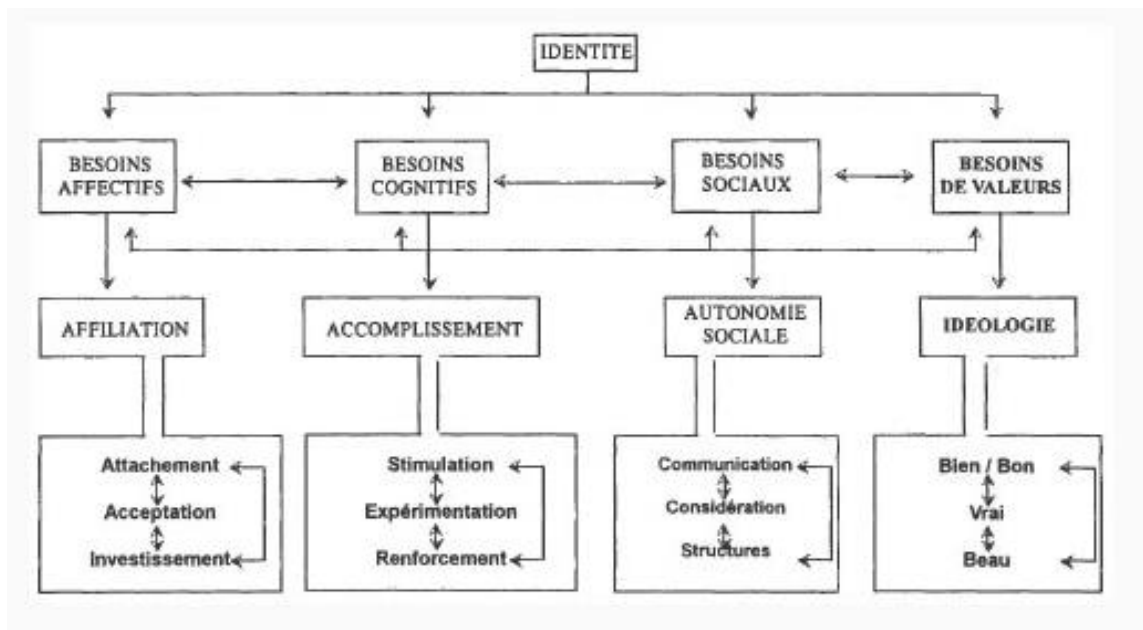 IDENTITE
BESOINS
AFFECTIFS
BESOINS
COGNITIFS
BESOINS
SOCIAUX
BESOINS
DE VALEURS
AFFILIATION
ACCOMPLISSEMENT
AUTONOMIE
SOCIALE
IDEOLOGIE
Attachement
Acceptation
Investissement
Stimulation
Expérimentation
Renforcement
Communication
Considération
Structures
Bien / Bon
Vrai
Beau